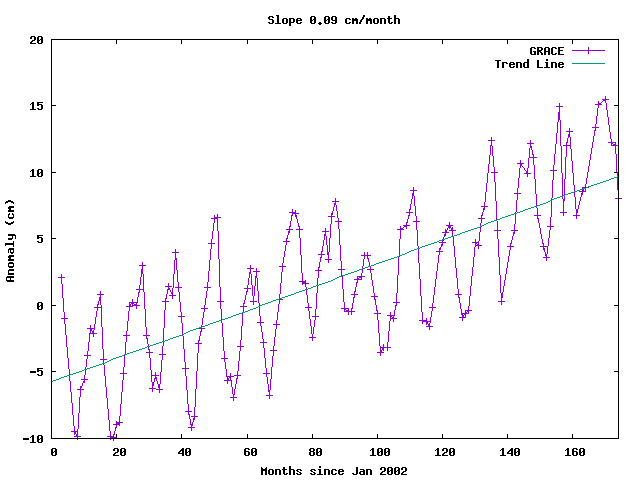 Slope 0.09 cm/month
GRACE
Trend Line
20
15
10
5
0
-5
-10
Anomaly (cm)
0 20 40 60 80 100 120 140 160
Months since Jan 2002